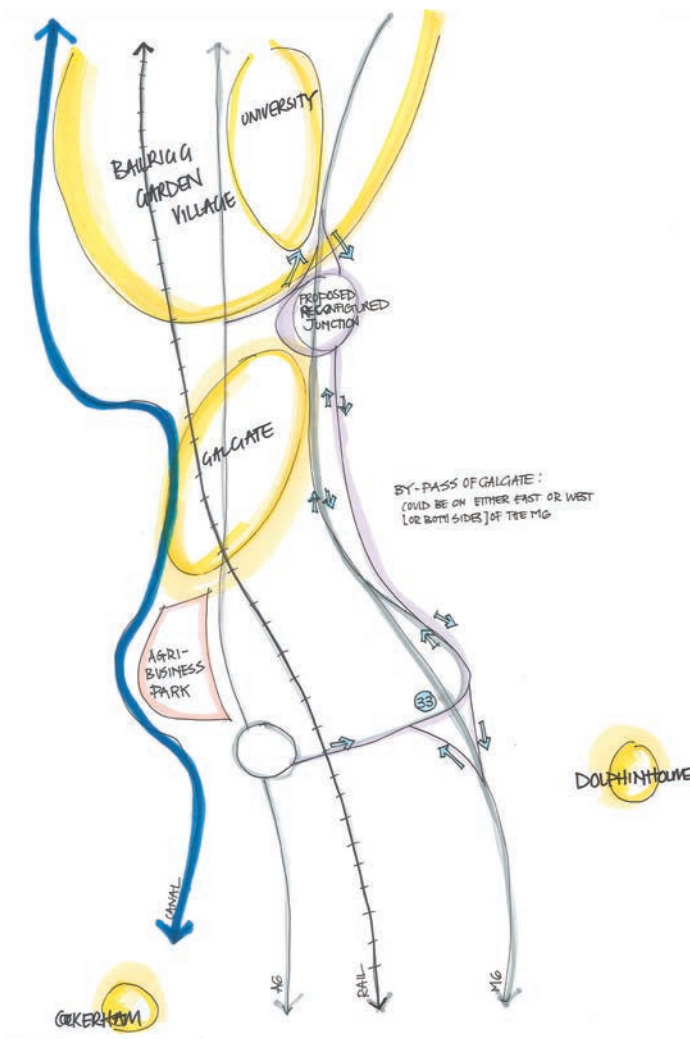 UNIVERSITY
BAILRIGG
GARDEN
VILLAGE
PROPOSED
RECONFIGURED
JUNCTION
GALGATE
BY-PASS OF GALGATE:
COULD BE ON EITHER EAST OR WEST
[OR BOTH SIDES] OF THE M6
AGRI-
BUSINESS
PARK
33
DOLPHINHOLME
CANAL
A6
RAIL
M6
COCKERHAM